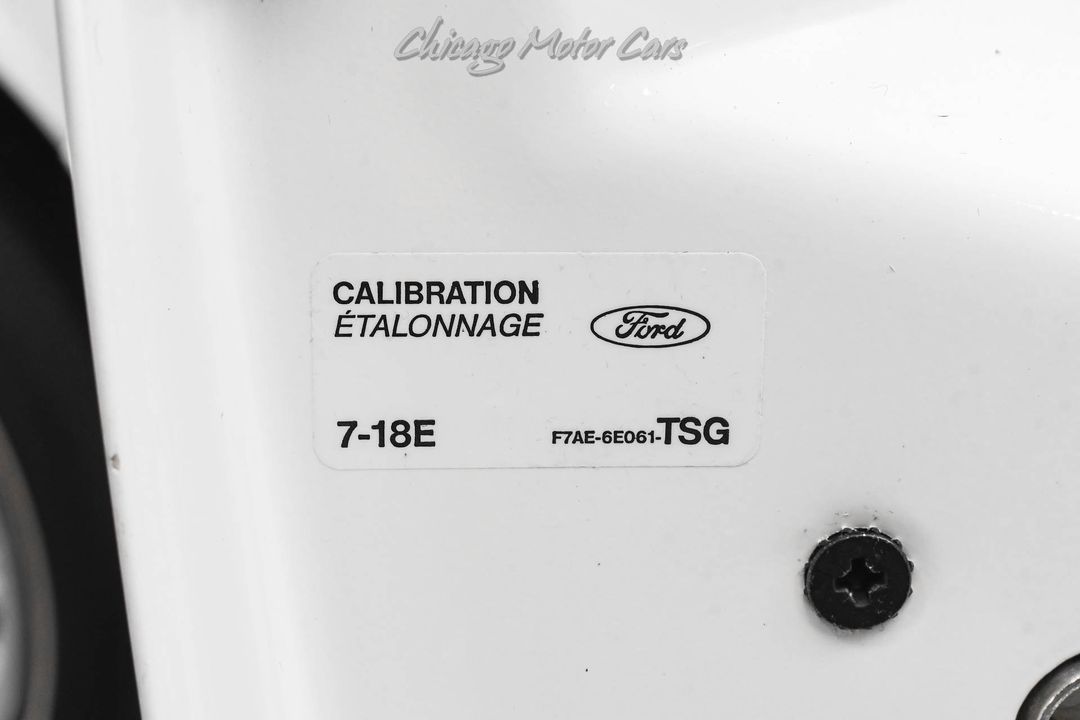 Chicago Motor Cars
CALIBRATION
ÉTALONNAGE
Ford
7-18E
F7AE-6E061-TSG